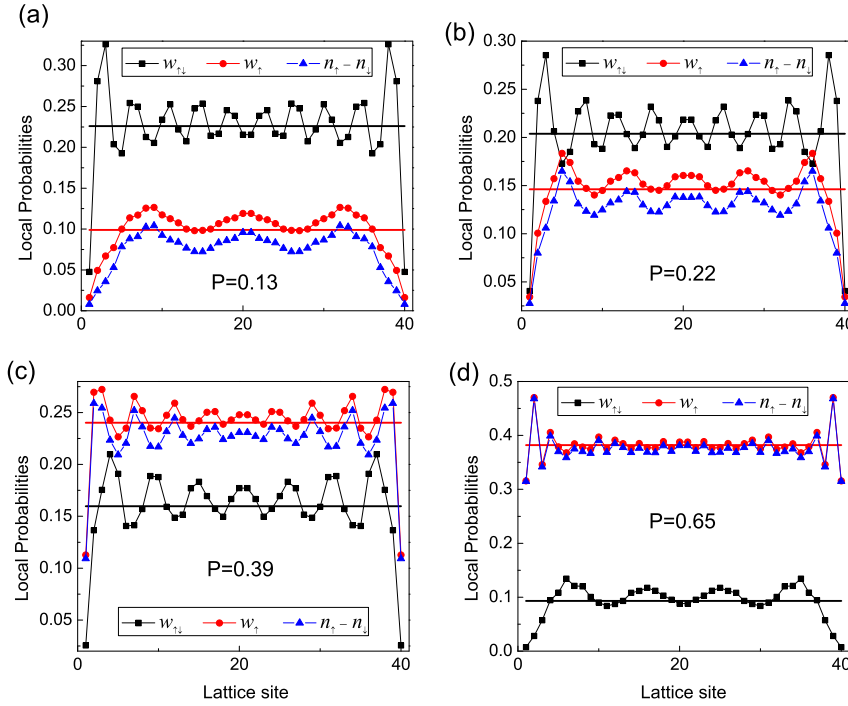 (a)
0.30
0.25
0.20
0.15
0.10
0.05
0.00
0
20
40
Local Probabilities
w↑↓
w↑
n↑ − n↓
P=0.13
(b)
0.30
0.25
0.20
0.15
0.10
0.05
0
20
40
Local Probabilities
w↑↓
w↑
n↑ − n↓
P=0.22
(c)
0.25
0.20
0.15
0.10
0.05
0
20
40
Local Probabilities
Lattice site
P=0.39
w↑↓
w↑
n↑ − n↓
(d)
0.5
0.4
0.3
0.2
0.1
0.0
0
20
40
Local Probabilities
Lattice site
w↑↓
w↑
n↑ − n↓
P=0.65